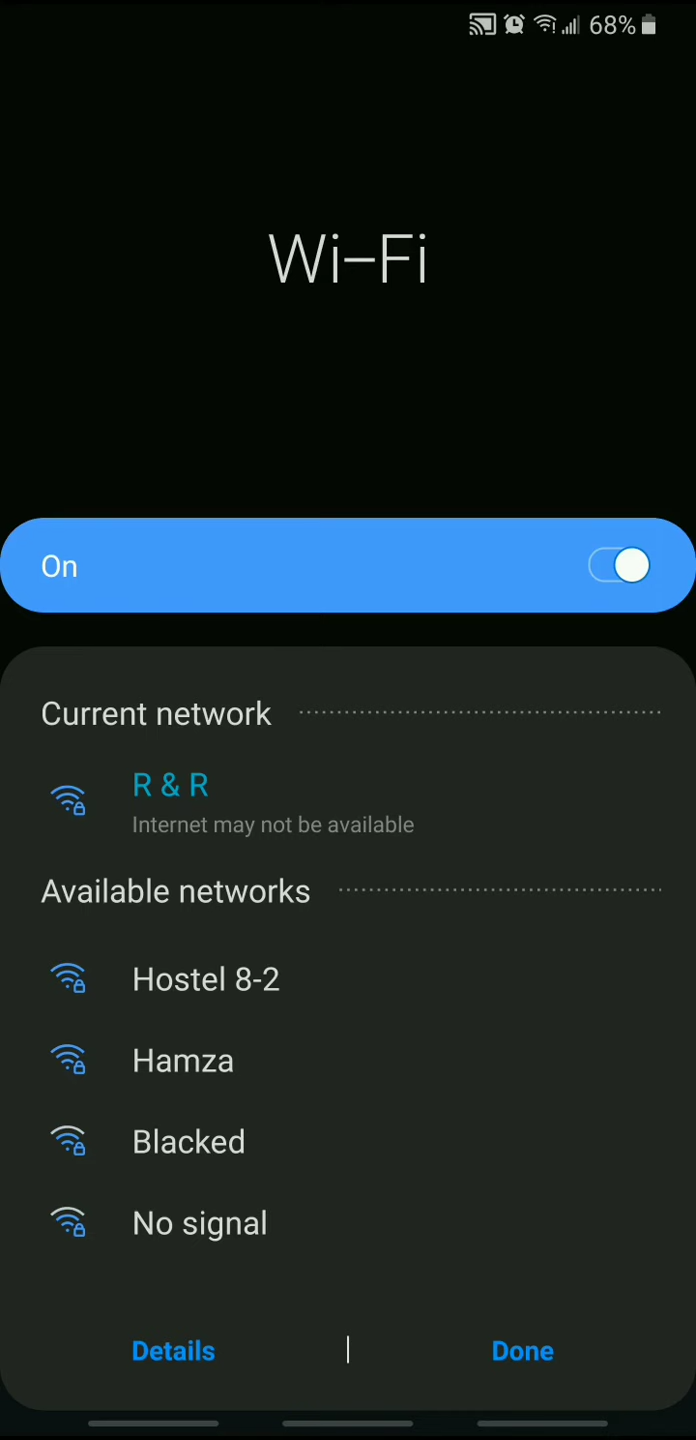 68%
Wi-Fi
On
Current network
R & R
Internet may not be available
Available networks
Hostel 8-2
Hamza
Blacked
No signal
Details | Done